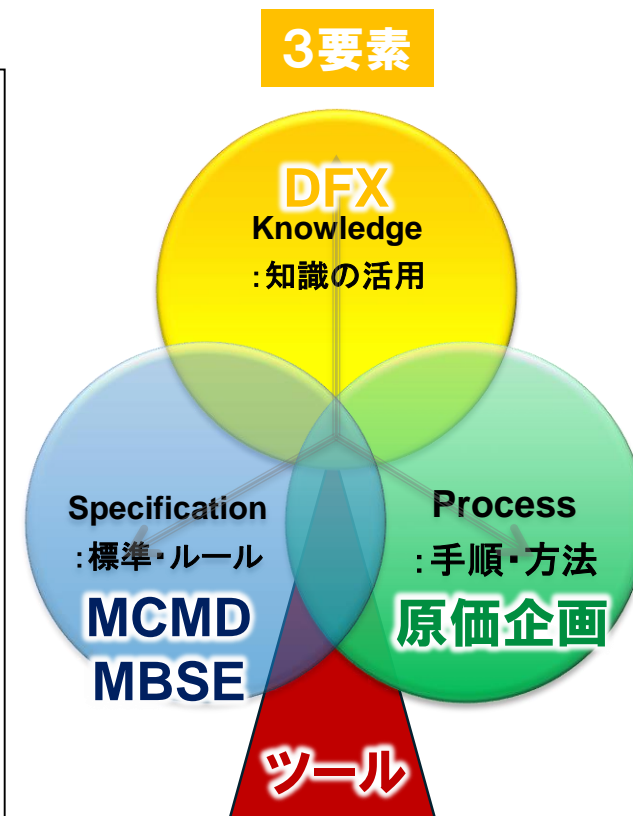 ３要素
DFX
Knowledge
：知識の活用
Specification
：標準・ルール
MCMD
MBSE
Process
：手順・方法
原価企画
ツール